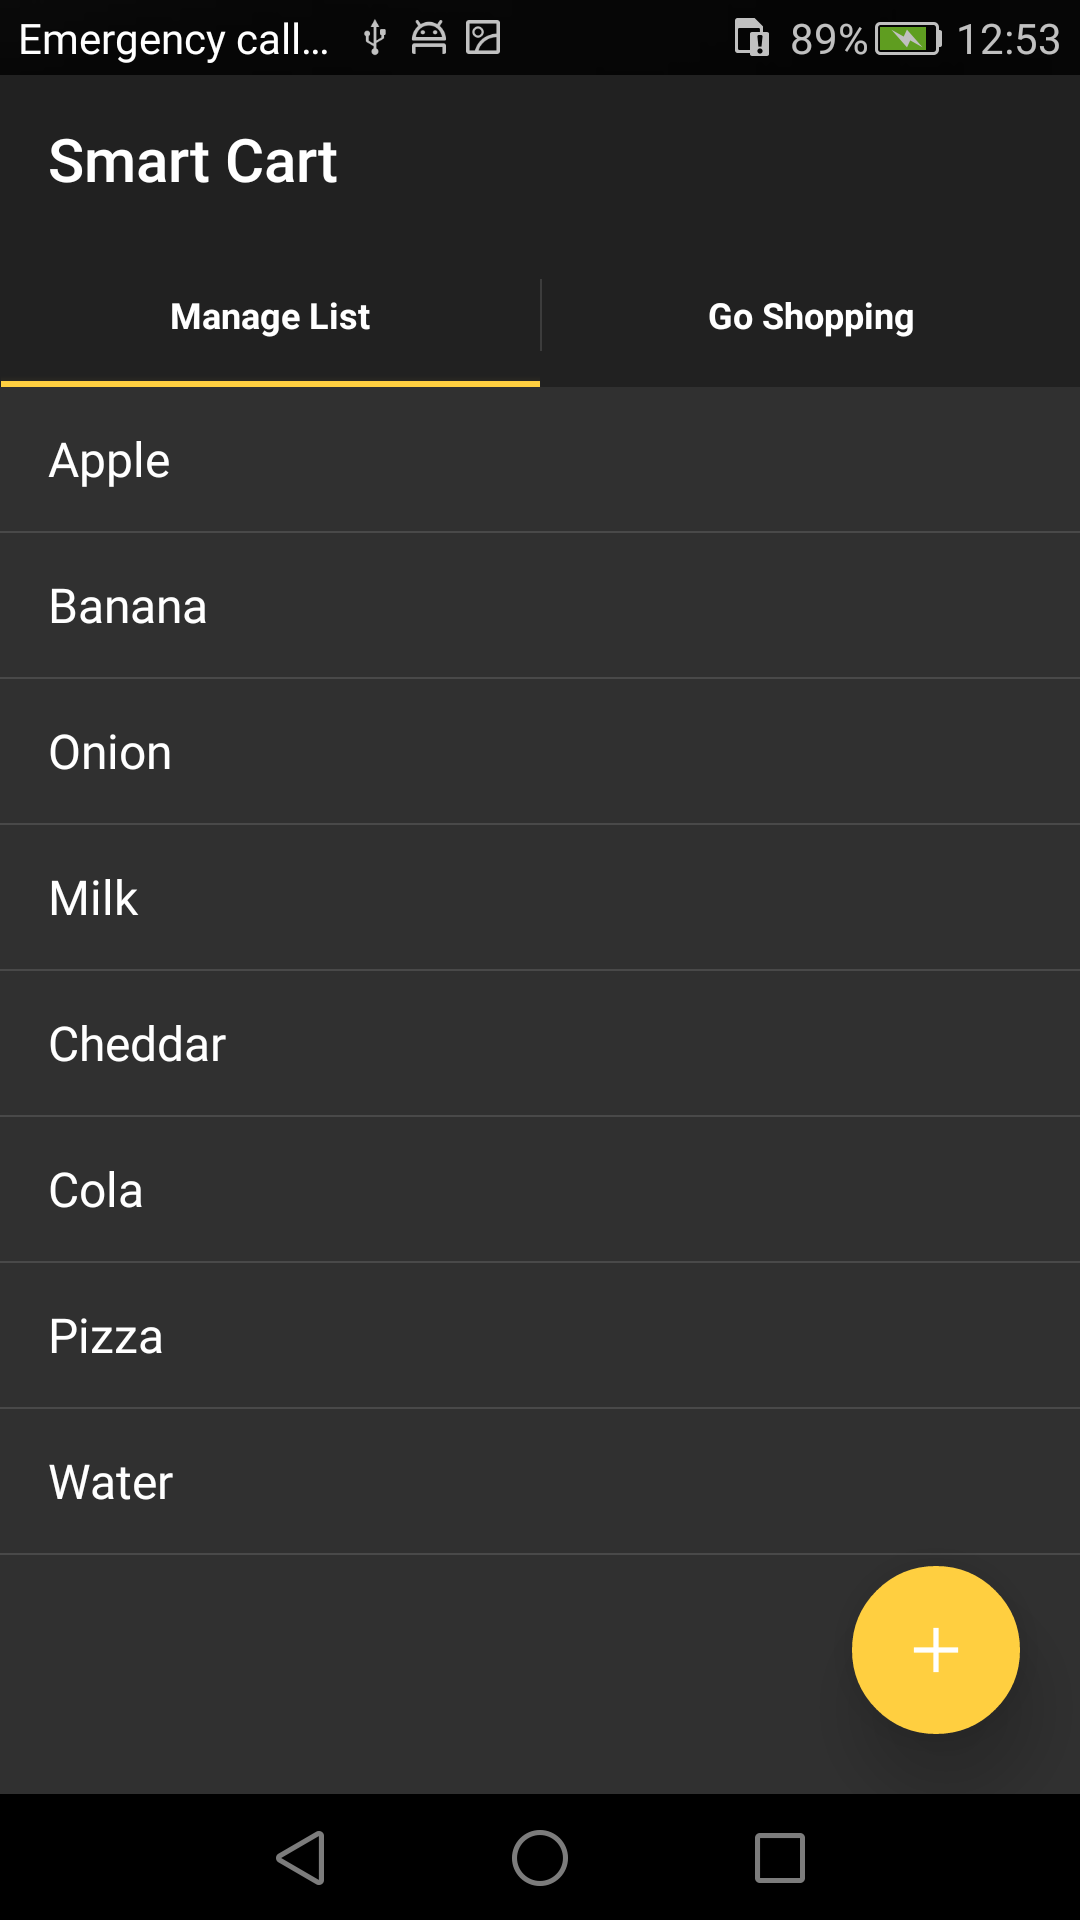 Emergency call... 89% 12:53
Smart Cart
Manage List Go Shopping
Apple
Banana
Onion
Milk
Cheddar
Cola
Pizza
Water